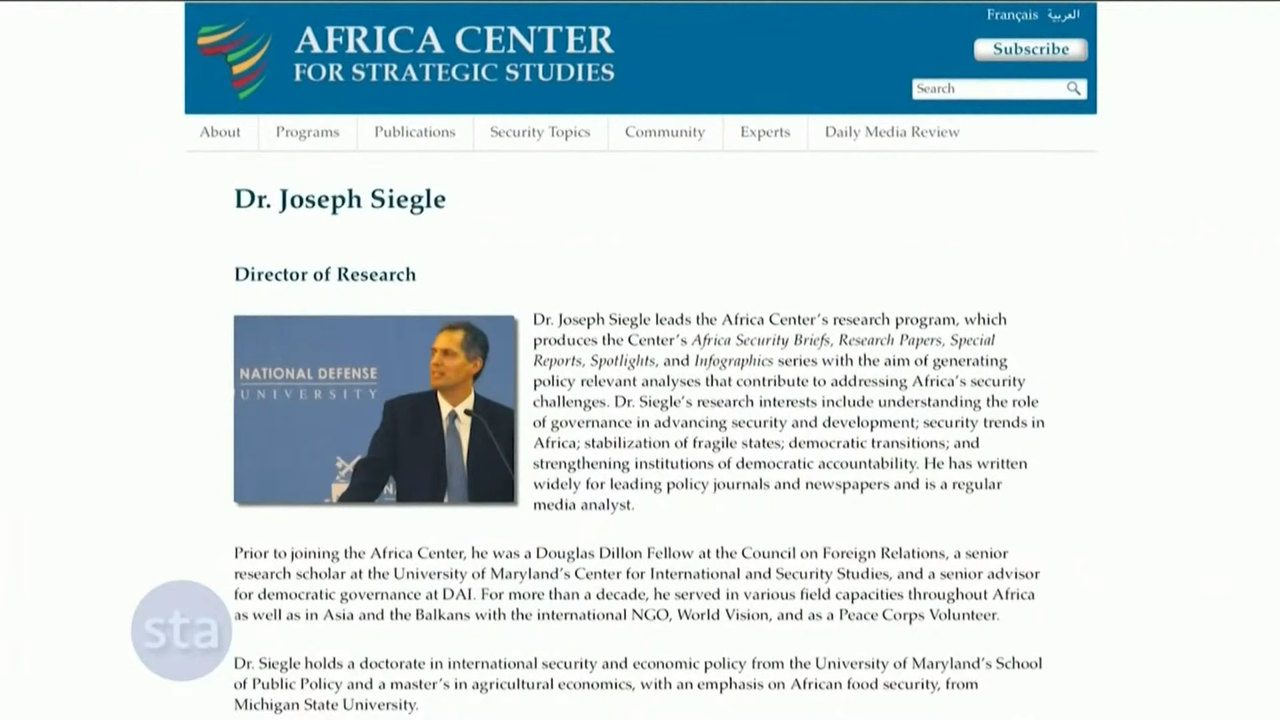 Français العربية
AFRICA CENTER
FOR STRATEGIC STUDIES
Subscribe
Search
About Programs Publications Security Topics Community Experts Daily Media Review
Dr. Joseph Siegle
Director of Research
NATIONAL DEFENSE
UNIVERSITY
Dr. Joseph Siegle leads the Africa Center's research program, which
produces the Center's Africa Security Briefs, Research Papers, Special
Reports, Spotlights, and Infographics series with the aim of generating
policy relevant analyses that contribute to addressing Africa's security
challenges. Dr. Siegle's research interests include understanding the role
of governance in advancing security and development; security trends in
Africa; stabilization of fragile states; democratic transitions; and
strengthening institutions of democratic accountability. He has written
widely for leading policy journals and newspapers and is a regular
media analyst.
Prior to joining the Africa Center, he was a Douglas Dillon Fellow at the Council on Foreign Relations, a senior
research scholar at the University of Maryland's Center for International and Security Studies, and a senior advisor
for democratic governance at DAI. For more than a decade, he served in various field capacities throughout Africa
as well as in Asia and the Balkans with the international NGO, World Vision, and as a Peace Corps Volunteer.
sta
Dr. Siegle holds a doctorate in international security and economic policy from the University of Maryland's School
of Public Policy and a master's in agricultural economics, with an emphasis on African food security, from
Michigan State University.